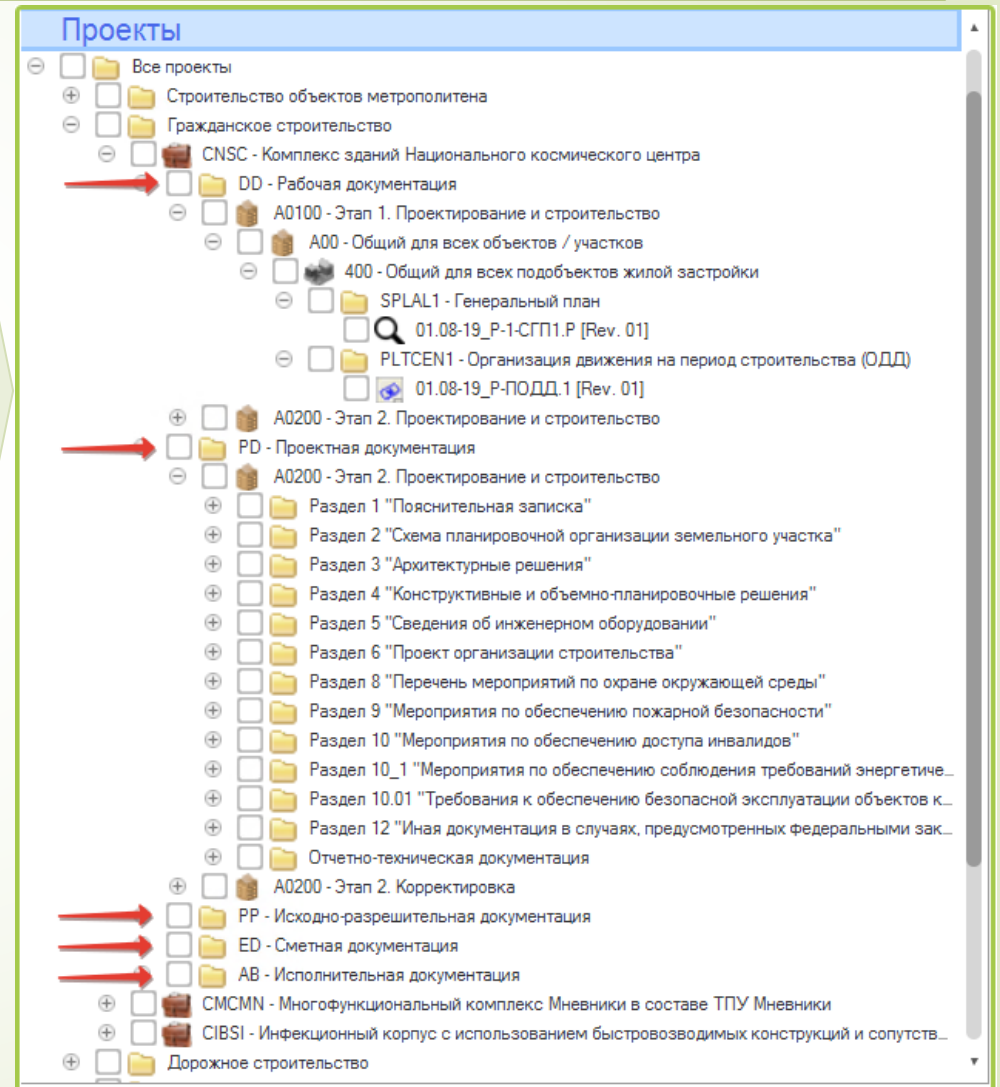 Проекты
Все проекты
Строительство объектов метрополитена
Гражданское строительство
CNSC - Комплекс зданий Национального космического центра
DD - Рабочая документация
A0100 - Этап 1. Проектирование и строительство
A00 - Общий для всех объектов / участков
400 - Общий для всех подобъектов жилой застройки
SPLAL1 - Генеральный план
01.08-19_Р-1-СГП1.Р [Rev. 01]
PLTCEN1 - Организация движения на период строительства (ОДД)
01.08-19_Р-ПОДД.1 [Rev. 01]
A0200 - Этап 2. Проектирование и строительство
PD - Проектная документация
A0200 - Этап 2. Проектирование и строительство
Раздел 1 "Пояснительная записка"
Раздел 2 "Схема планировочной организации земельного участка"
Раздел 3 "Архитектурные решения"
Раздел 4 "Конструктивные и объемно-планировочные решения"
Раздел 5 "Сведения об инженерном оборудовании"
Раздел 6 "Проект организации строительства"
Раздел 8 "Перечень мероприятий по охране окружающей среды"
Раздел 9 "Мероприятия по обеспечению пожарной безопасности"
Раздел 10 "Мероприятия по обеспечению доступа инвалидов"
Раздел 10_1 "Мероприятия по обеспечению соблюдения требований энергетиче...
Раздел 10.01 "Требования к обеспечению безопасной эксплуатации объектов к...
Раздел 12 "Иная документация в случаях, предусмотренных федеральными зак...
Отчетно-техническая документация
A0200 - Этап 2. Корректировка
PP - Исходно-разрешительная документация
ED - Сметная документация
AB - Исполнительная документация
CMCMN - Многофункциональный комплекс Мневники в составе ТПУ Мневники
CIBSI - Инфекционный корпус с использованием быстровозводимых конструкций и сопутств...
Дорожное строительство